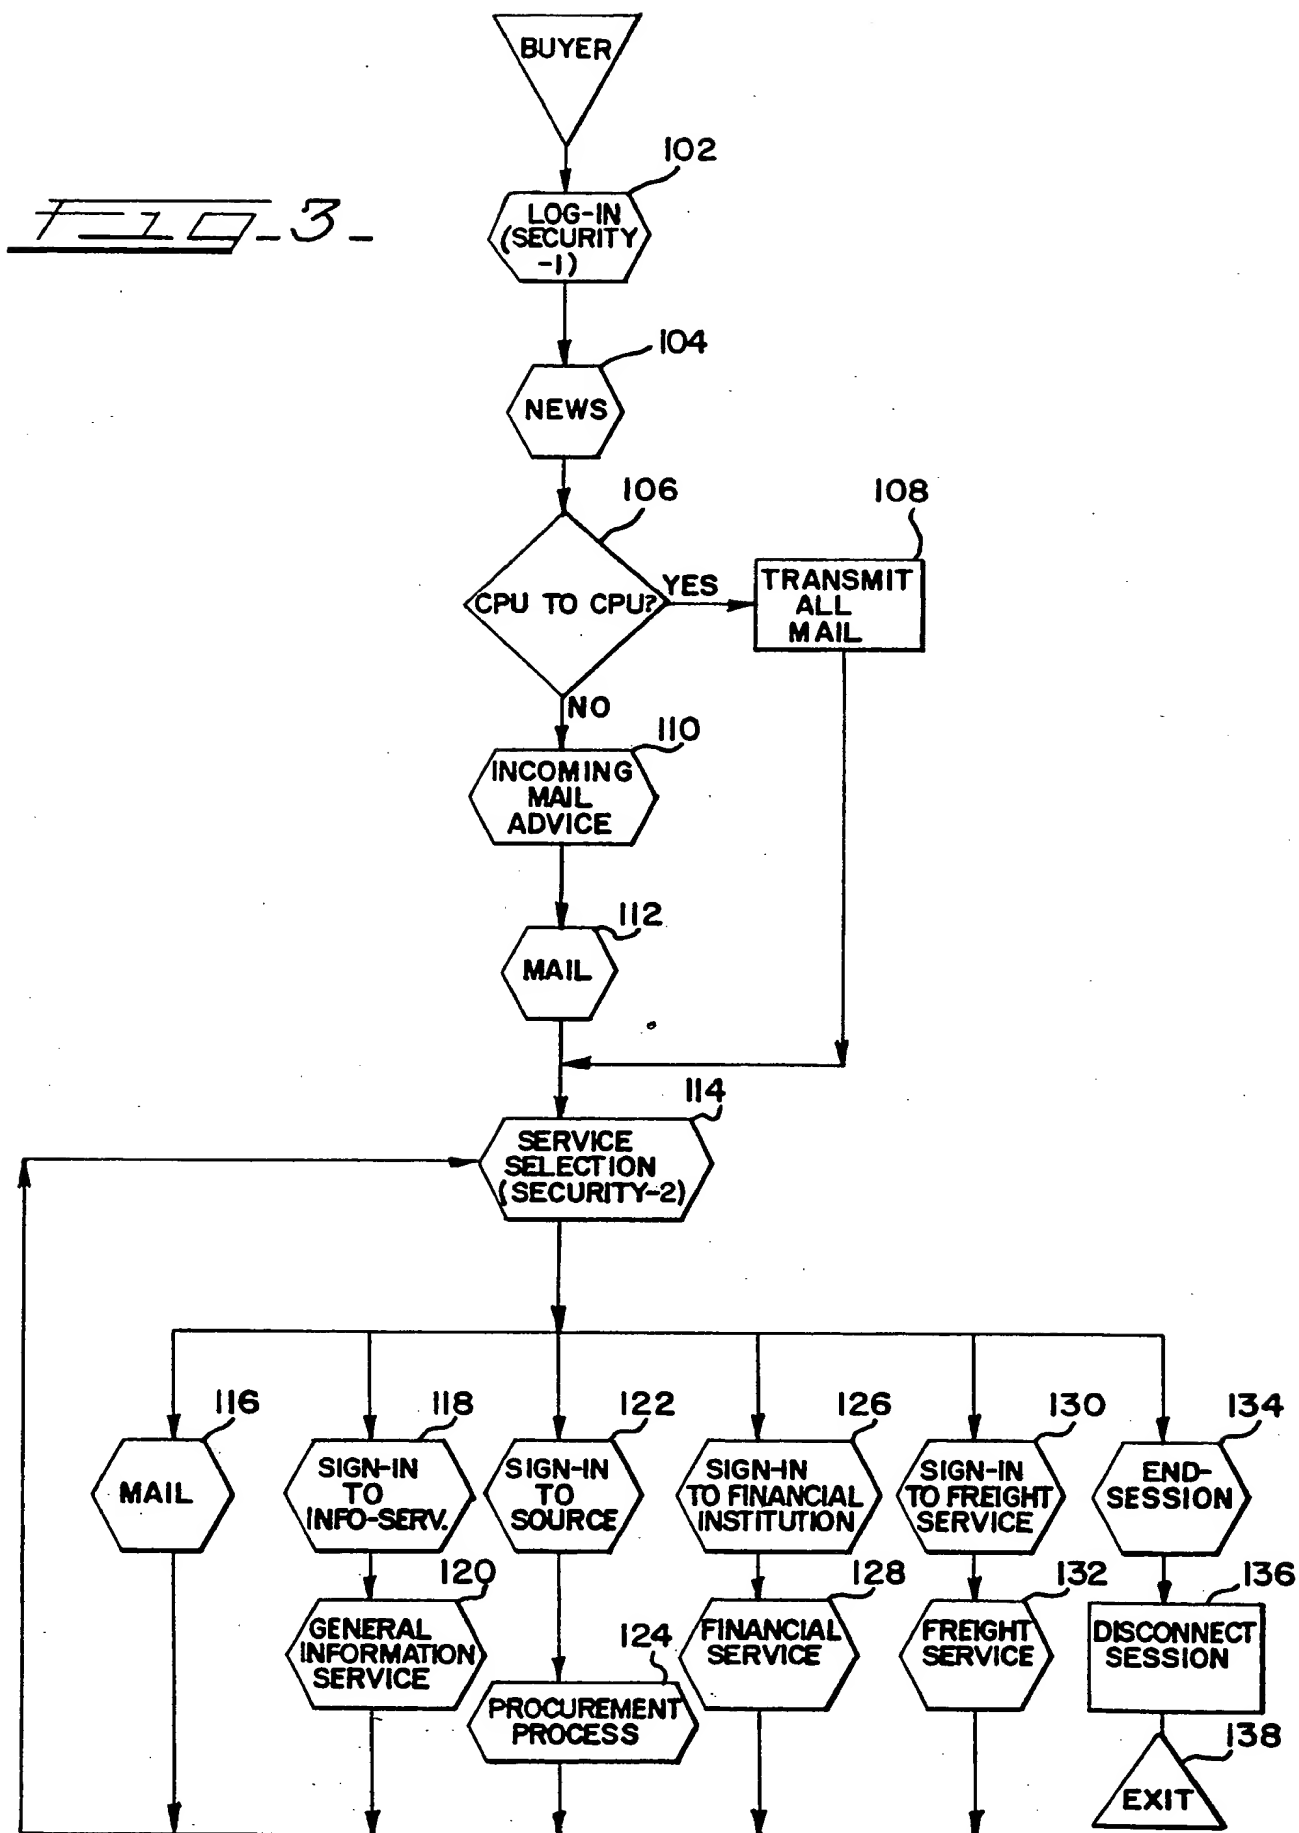 BUYER
102
Fig-3-
LOG-IN
(SECURITY
-1)
104
NEWS
106
108
CPU TO CPU?
YES
TRANSMIT
ALL
MAIL
NO
110
INCOMING
MAIL
ADVICE
112
MAIL
114
SERVICE
SELECTION
(SECURITY-2)
116
118
122
126
130
134
MAIL
SIGN-IN
TO
INFO-SERV.
SIGN-IN
TO
SOURCE
SIGN-IN
TO FINANCIAL
INSTITUTION
SIGN-IN
TO FREIGHT
SERVICE
END-
SESSION
120
124
128
132
136
GENERAL
INFORMATION
SERVICE
PROCUREMENT
PROCESS
FINANCIAL
SERVICE
FREIGHT
SERVICE
DISCONNECT
SESSION
138
EXIT